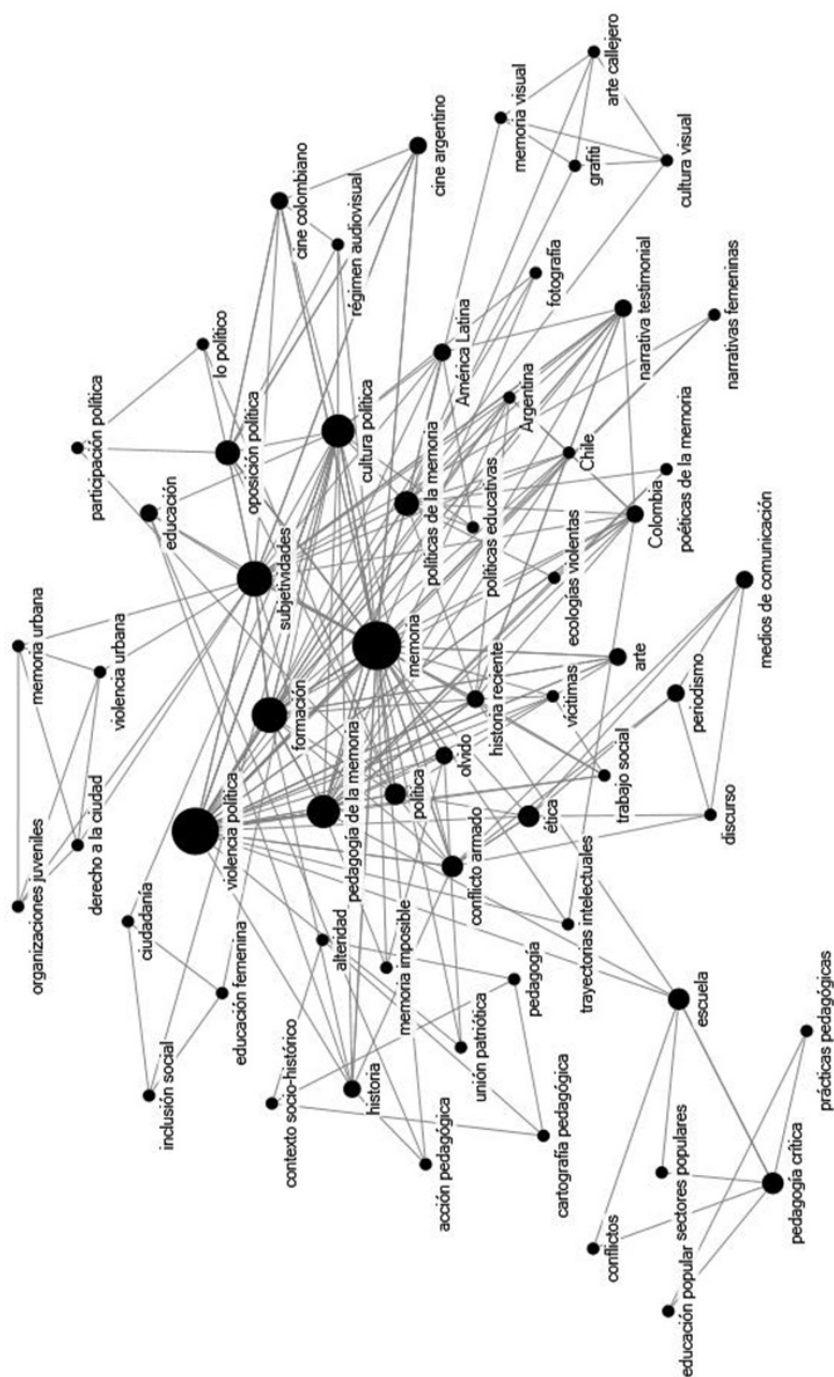 organizaciones juveniles
memoria urbana
derecho a la ciudad
violencia urbana
participación política
ciudadanía
inclusión social
educación
lo político
violencia política
educación femenina
oposición política
contexto socio-histórico
subjetividades
formación
cine colombiano
alteridad
pedagogía de la memoria
régimen audiovisual
historia
cultura política
memoria imposible
memoria
política
políticas de la memoria
acción pedagógica
cine argentino
olvido
América Latina
conflicto armado
unión patriótica
historia reciente
políticas educativas
memoria visual
pedagogía
Argentina
ética
fotografía
cartografía pedagógica
víctimas
ecologías violentas
trayectorias intelectuales
Chile
grafiti
conflictos
arte callejero
trabajo social
arte
narrativa testimonial
Colombia
sectores populares
educación popular
poéticas de la memoria
cultura visual
escuela
periodismo
discurso
narrativas femeninas
medios de comunicación
pedagogía crítica
prácticas pedagógicas